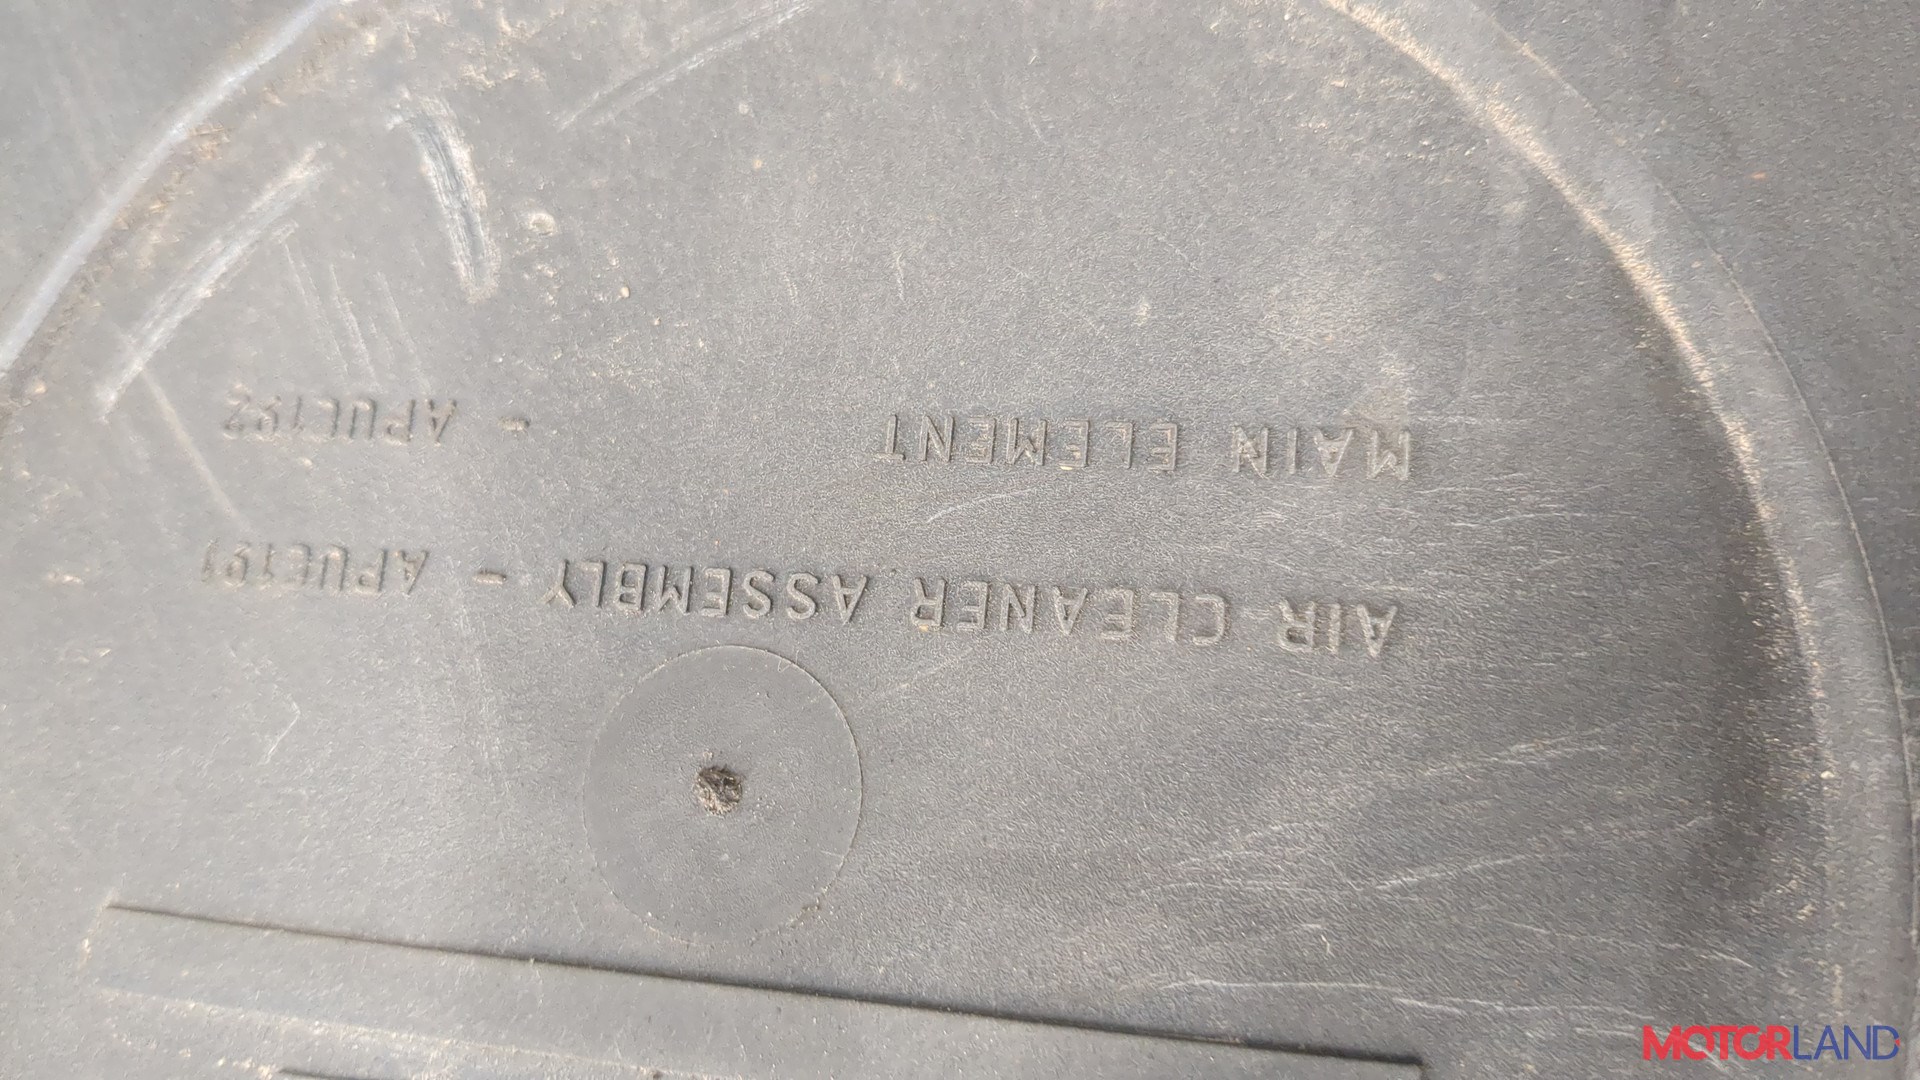 AIR CLEANER ASSEMBLY - APUE191
MAIN ELEMENT - APUE192
MOTORLAND